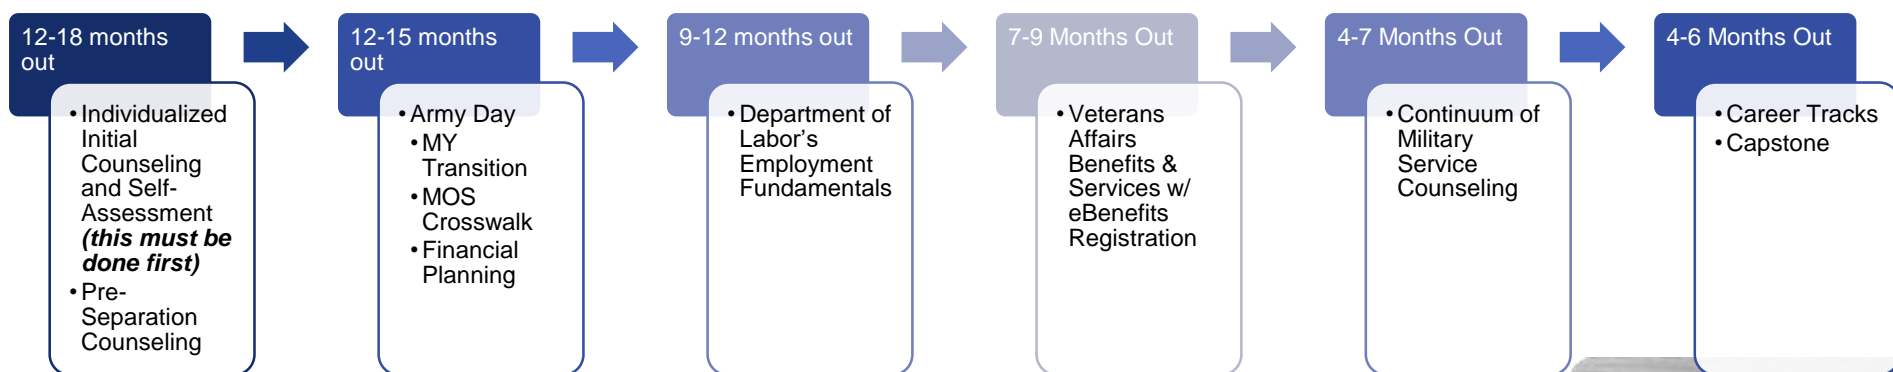 12-18 months
out
• Individualized
Initial
Counseling
and Self-
Assessment
(this must be
done first)
• Pre-
Separation
Counseling
12-15 months
out
• Army Day
• MY
Transition
• MOS
Crosswalk
• Financial
Planning
9-12 months out
• Department of
Labor’s
Employment
Fundamentals
7-9 Months Out
• Veterans
Affairs
Benefits &
Services w/
eBenefits
Registration
4-7 Months Out
• Continuum of
Military
Service
Counseling
4-6 Months Out
• Career Tracks
• Capstone